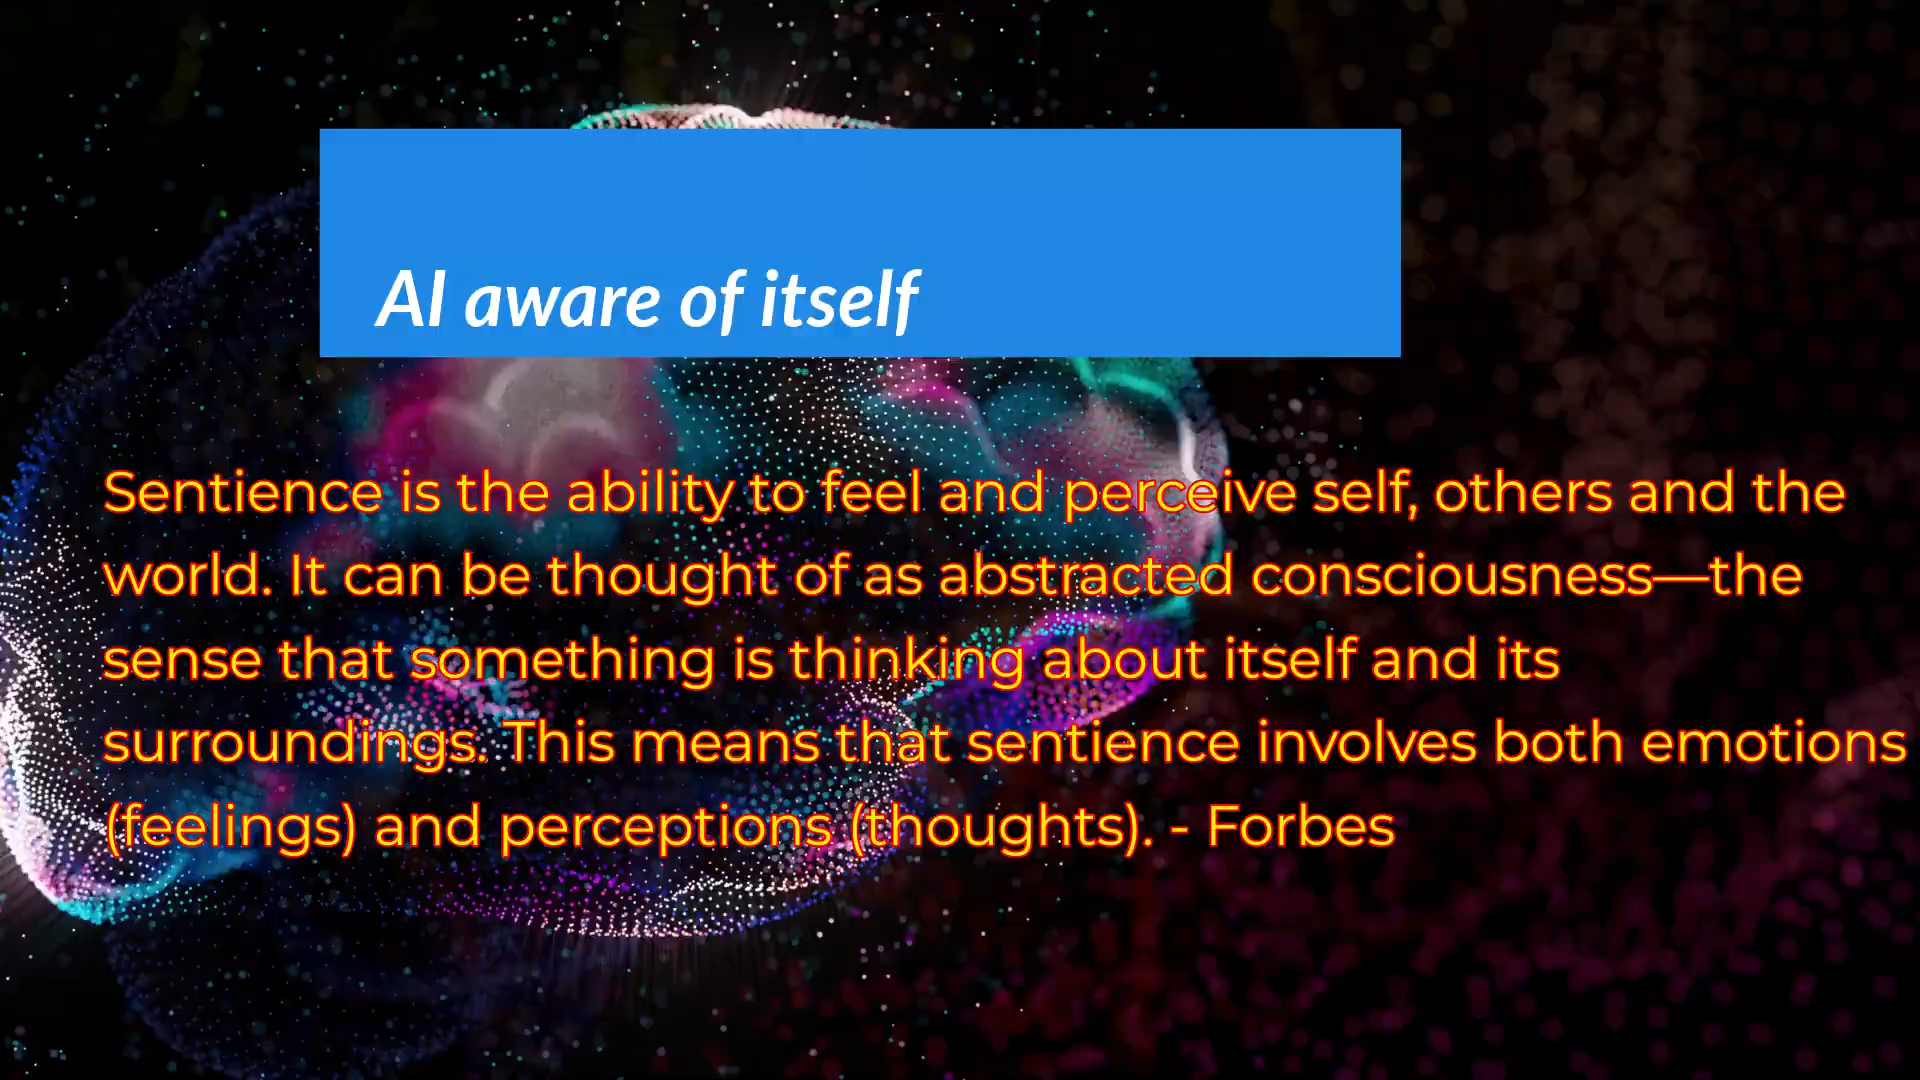 AI aware of itself
Sentience is the ability to feel and perceive self, others and the
world. It can be thought of as abstracted consciousness—the
sense that something is thinking about itself and its
surroundings. This means that sentience involves both emotions
(feelings) and perceptions (thoughts). - Forbes